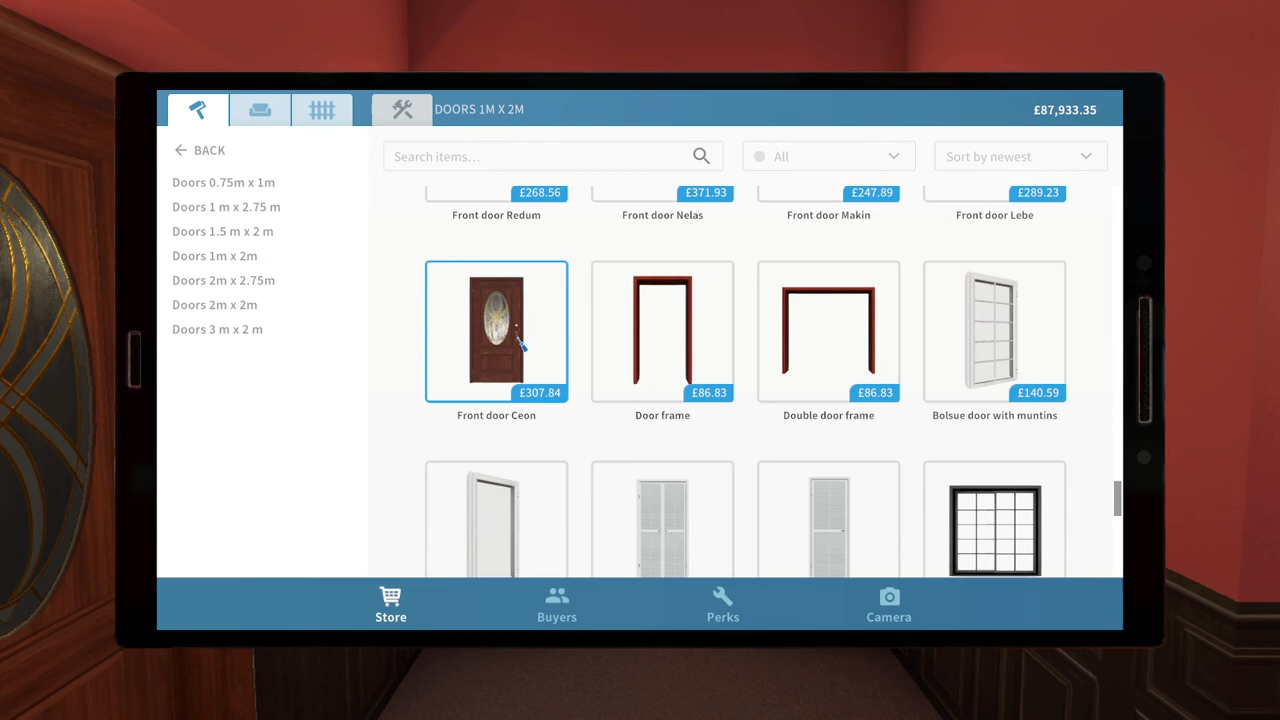 DOORS 1M X 2M
£87,933.35
BACK
Search items...
All
Sort by newest
Doors 0.75m x 1m
Doors 1 m x 2.75 m
Doors 1.5 m x 2 m
Doors 1m x 2m
Doors 2m x 2.75m
Doors 2m x 2m
Doors 3 m x 2 m
£268.56
£371.93
£247.89
£289.23
Front door Redum
Front door Nelas
Front door Makin
Front door Lebe
£307.84
£86.83
£86.83
£140.59
Front door Ceon
Door frame
Double door frame
Bolsue door with muntins
Store
Buyers
Perks
Camera